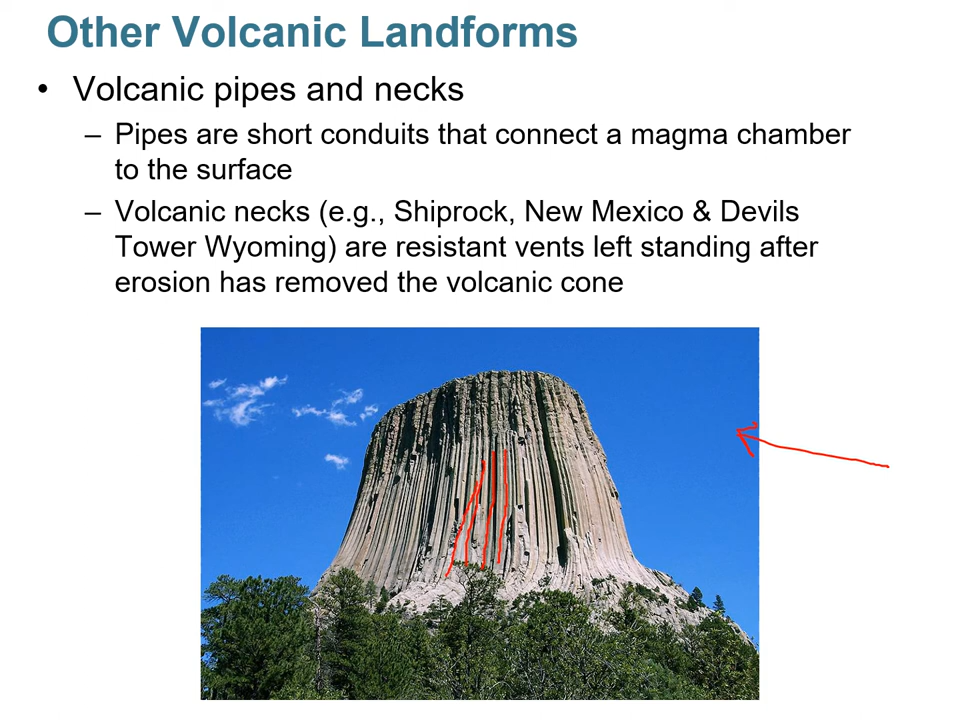 Other Volcanic Landforms
• Volcanic pipes and necks
– Pipes are short conduits that connect a magma chamber
to the surface
– Volcanic necks (e.g., Shiprock, New Mexico & Devils
Tower Wyoming) are resistant vents left standing after
erosion has removed the volcanic cone